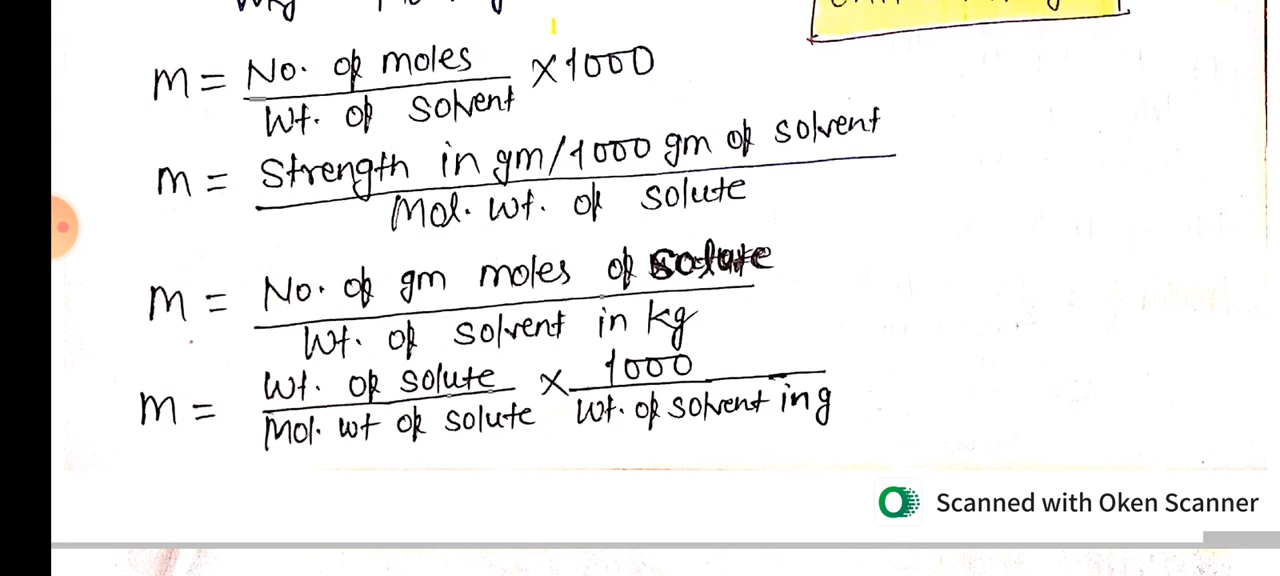 m = No. of moles / Wt. of solvent × 1000
m = Strength in gm/1000 gm of solvent / Mol. Wt. of solute
m = No. of gm moles of solute / Wt. of solvent in kg
m = Wt. of solute / Mol. wt of solute × 1000 / Wt. of solvent in g
Scanned with Oken Scanner